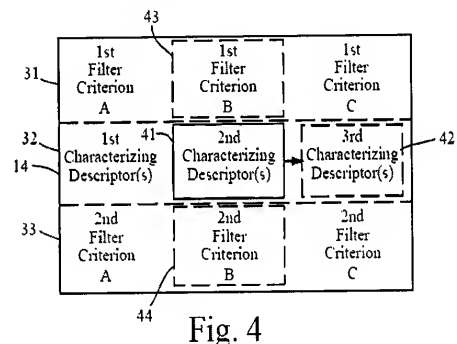 43
31
1st Filter Criterion A
1st Filter Criterion B
1st Filter Criterion C
32
14
1st Characterizing Descriptor(s)
41
2nd Characterizing Descriptor(s)
3rd Characterizing Descriptor(s)
42
33
2nd Filter Criterion A
2nd Filter Criterion B
2nd Filter Criterion C
44
Fig. 4